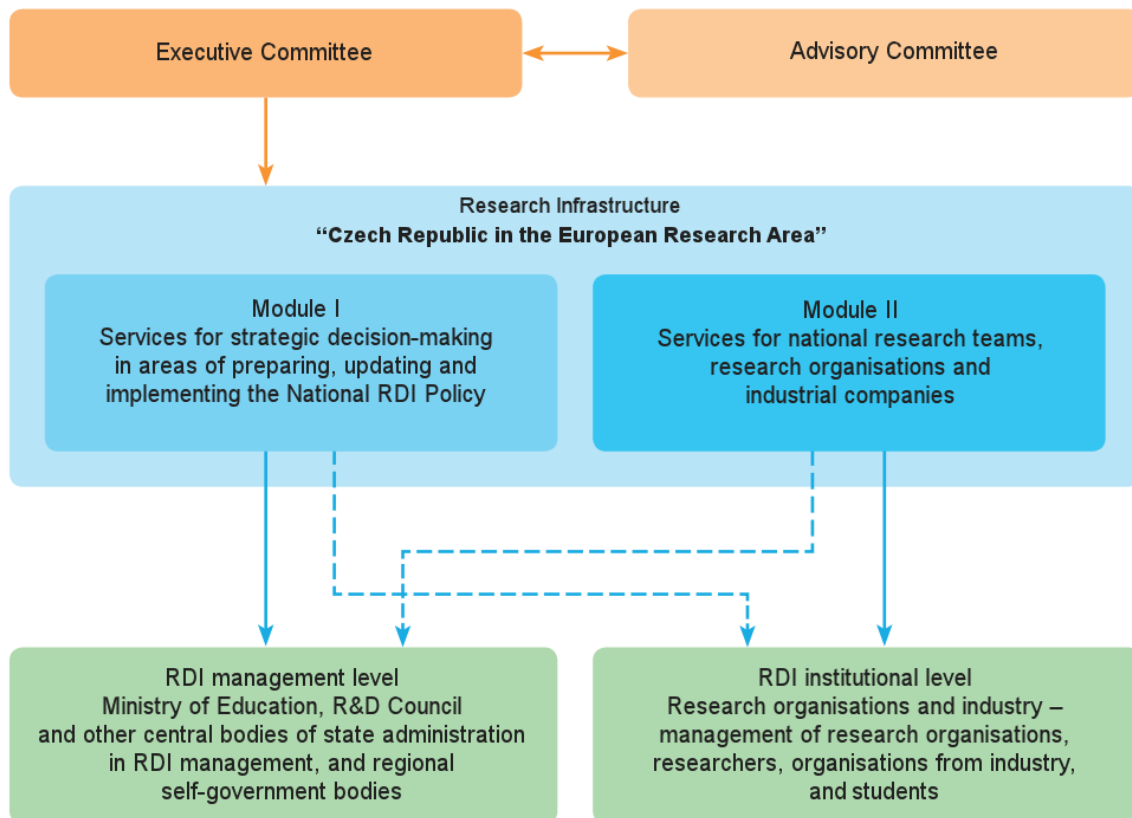 Executive Committee
Advisory Committee
Research Infrastructure
“Czech Republic in the European Research Area”
Module I
Services for strategic decision-making
in areas of preparing, updating and
implementing the National RDI Policy
Module II
Services for national research teams,
research organisations and
industrial companies
RDI management level
Ministry of Education, R&D Council
and other central bodies of state administration
in RDI management, and regional
self-government bodies
RDI institutional level
Research organisations and industry –
management of research organisations,
researchers, organisations from industry,
and students